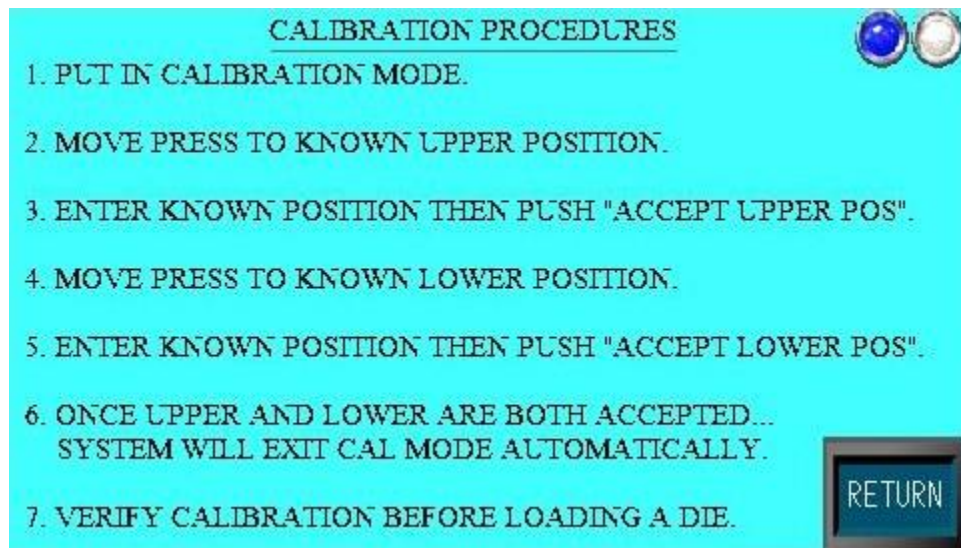 CALIBRATION PROCEDURES
1. PUT IN CALIBRATION MODE.
2. MOVE PRESS TO KNOWN UPPER POSITION.
3. ENTER KNOWN POSITION THEN PUSH "ACCEPT UPPER POS".
4. MOVE PRESS TO KNOWN LOWER POSITION.
5. ENTER KNOWN POSITION THEN PUSH "ACCEPT LOWER POS".
6. ONCE UPPER AND LOWER ARE BOTH ACCEPTED...
SYSTEM WILL EXIT CAL MODE AUTOMATICALLY.
7. VERIFY CALIBRATION BEFORE LOADING A DIE.
RETURN